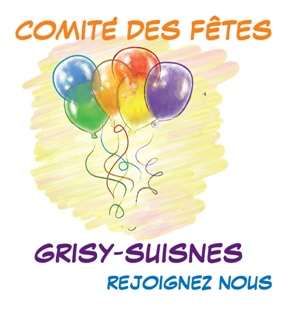 COMITÉ DES FÊTES
GRISY-SUISNES
REJOIGNEZ NOUS